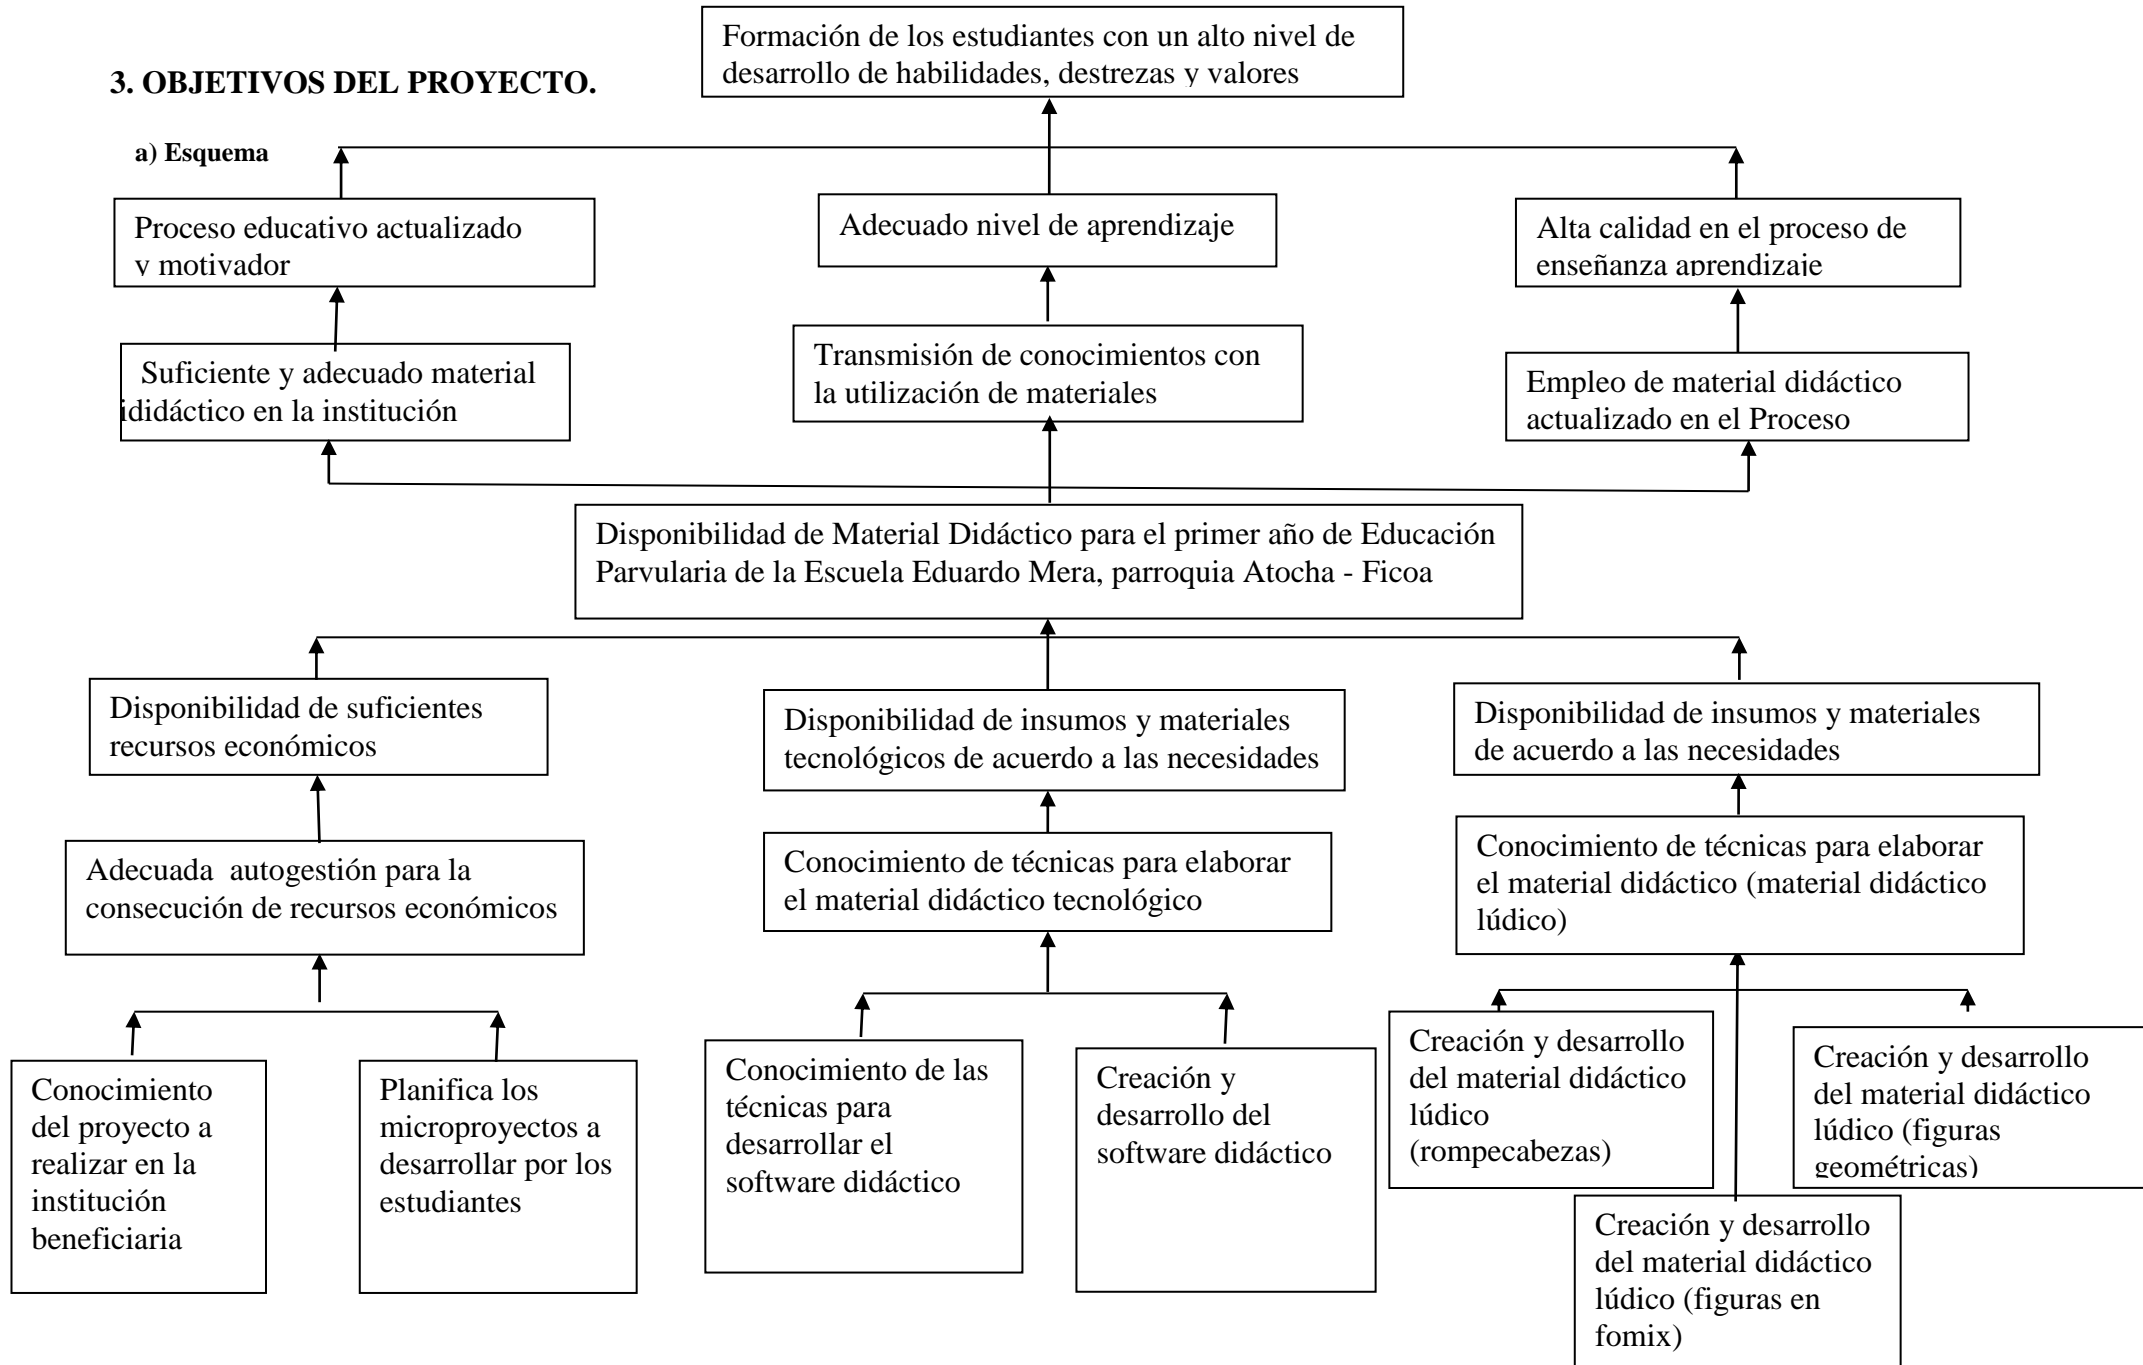 Formación de los estudiantes con un alto nivel de
desarrollo de habilidades, destrezas y valores
3. OBJETIVOS DEL PROYECTO.
a) Esquema
Proceso educativo actualizado
y motivador
Adecuado nivel de aprendizaje
Alta calidad en el proceso de
enseñanza aprendizaje
Suficiente y adecuado material
ididáctico en la institución
Transmisión de conocimientos con
la utilización de materiales
Empleo de material didáctico
actualizado en el Proceso
Disponibilidad de Material Didáctico para el primer año de Educación
Parvularia de la Escuela Eduardo Mera, parroquia Atocha - Ficoa
Disponibilidad de suficientes
recursos económicos
Disponibilidad de insumos y materiales
tecnológicos de acuerdo a las necesidades
Disponibilidad de insumos y materiales
de acuerdo a las necesidades
Adecuada  autogestión para la
consecución de recursos económicos
Conocimiento de técnicas para elaborar
el material didáctico tecnológico
Conocimiento de técnicas para elaborar
el material didáctico (material didáctico
lúdico)
Conocimiento
del proyecto a
realizar en la
institución
beneficiaria
Planifica los
microproyectos a
desarrollar por los
estudiantes
Conocimiento de las
técnicas para
desarrollar el
software didáctico
Creación y
desarrollo del
software didáctico
Creación y desarrollo
del material didáctico
lúdico
(rompecabezas)
Creación y desarrollo
del material didáctico
lúdico (figuras
geométricas)
Creación y desarrollo
del material didáctico
lúdico (figuras en
fomix)